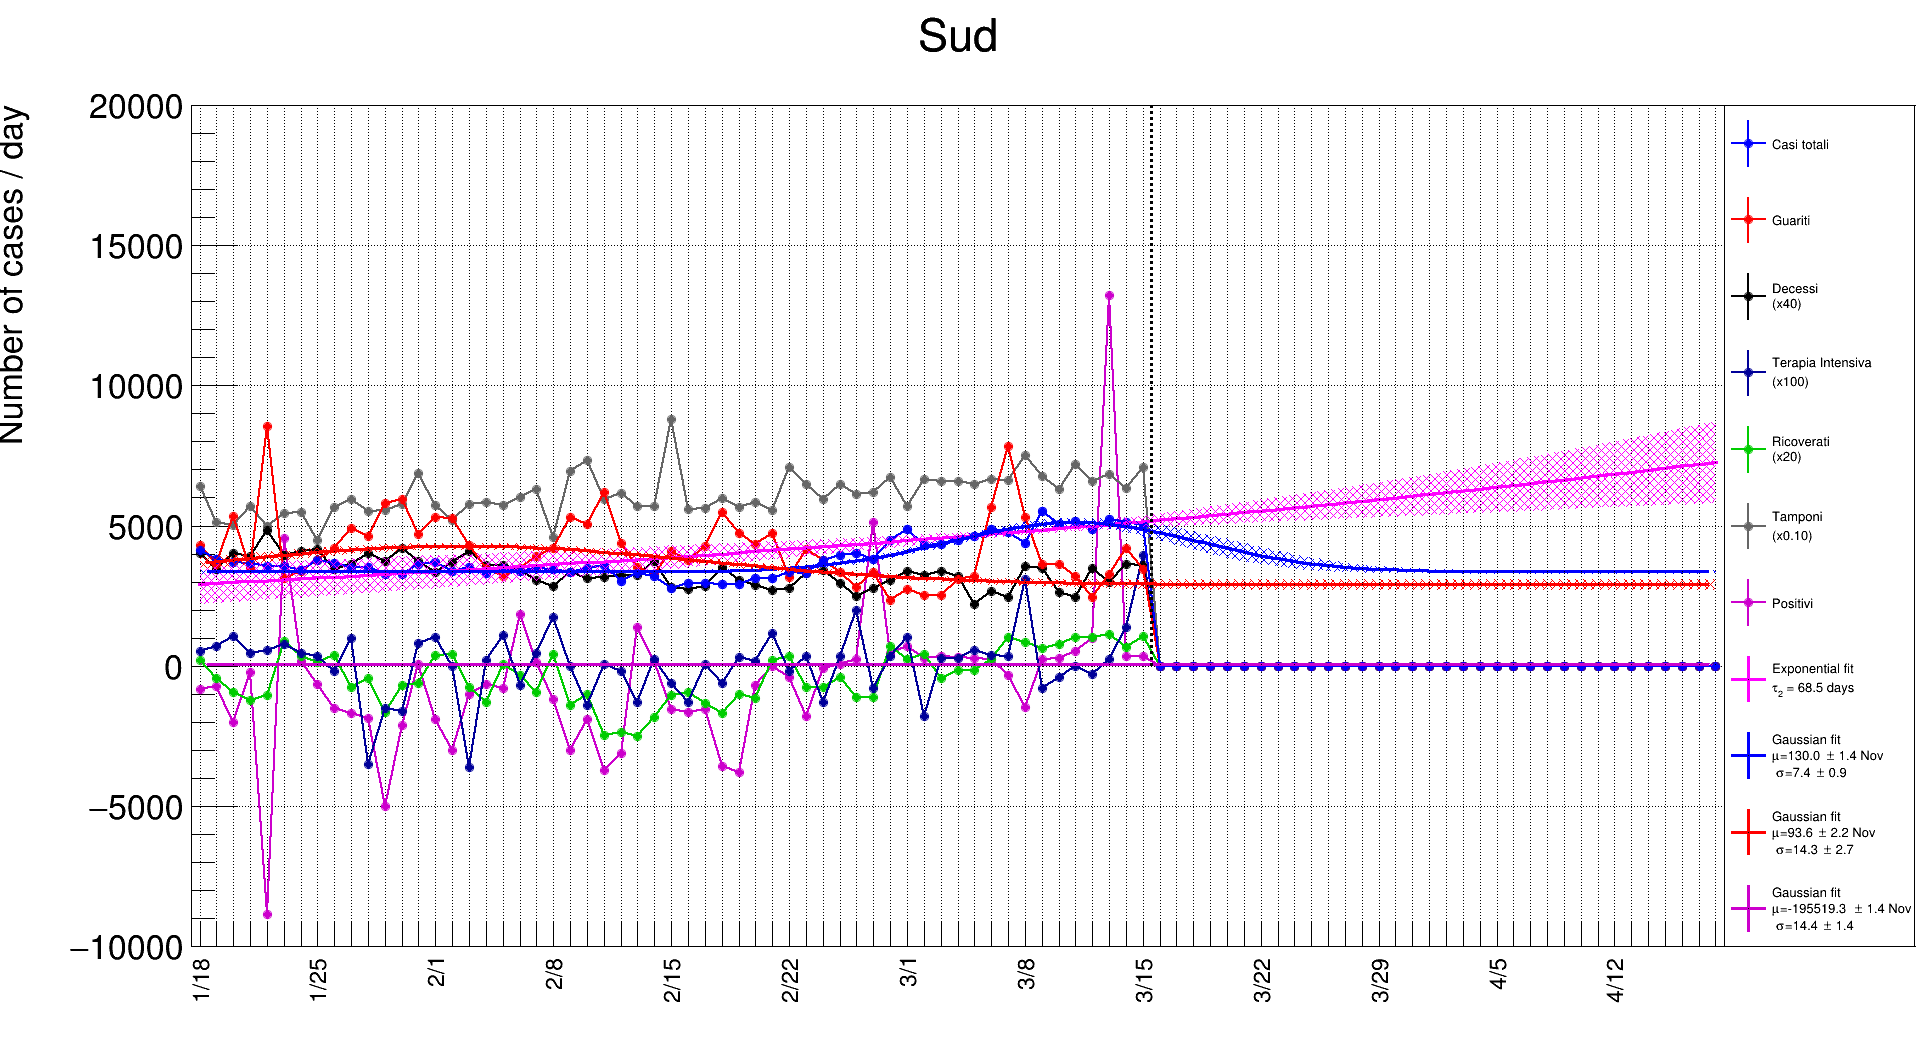 Sud
Number of cases / day
20000
15000
10000
5000
0
−5000
−10000
1/18
1/25
2/1
2/8
2/15
2/22
3/1
3/8
3/15
3/22
3/29
4/5
4/12
Casi totali
Guariti
Decessi
(x40)
Terapia Intensiva
(x100)
Ricoverati
(x20)
Tamponi
(x0.10)
Positivi
Exponential fit
τ2 = 68.5 days
Gaussian fit
μ=130.0 ± 1.4 Nov
σ=7.4 ± 0.9
Gaussian fit
μ=93.6 ± 2.2 Nov
σ=14.3 ± 2.7
Gaussian fit
μ=-195519.3 ± 1.4 Nov
σ=14.4 ± 1.4